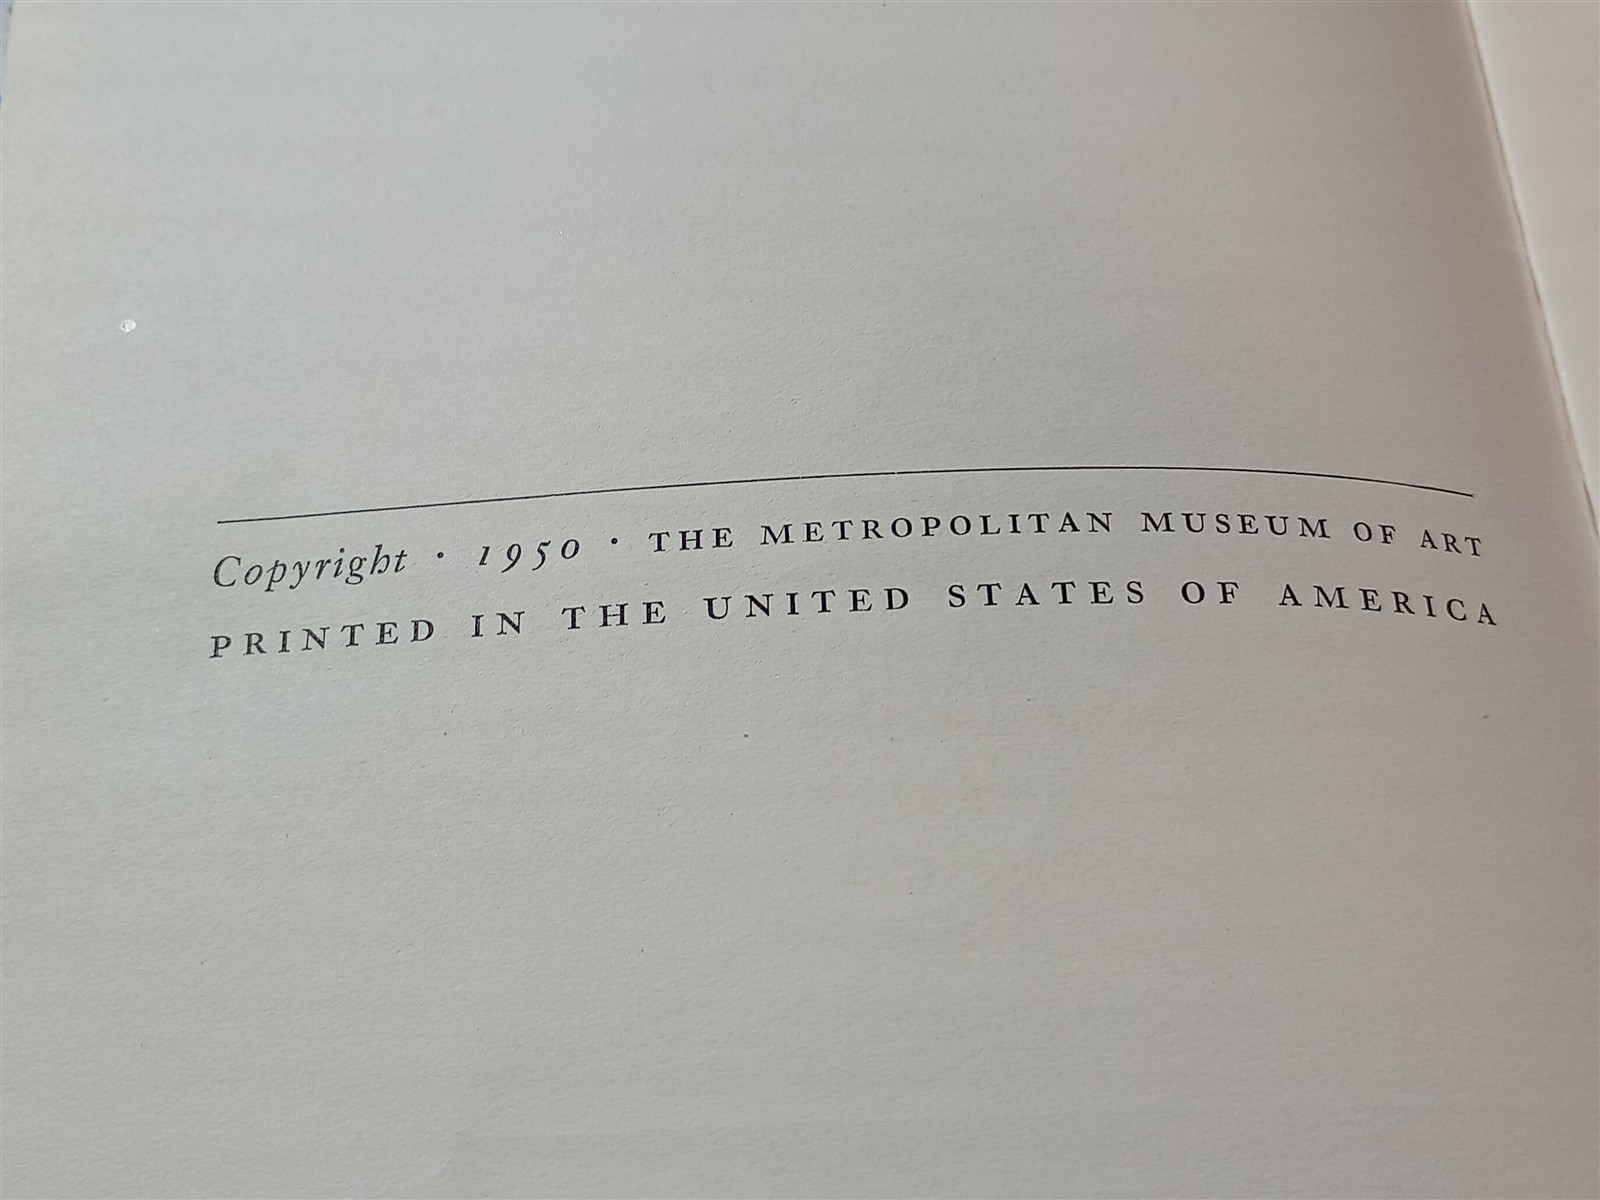 Copyright · 1950 · THE METROPOLITAN MUSEUM OF ART
PRINTED IN THE UNITED STATES OF AMERICA